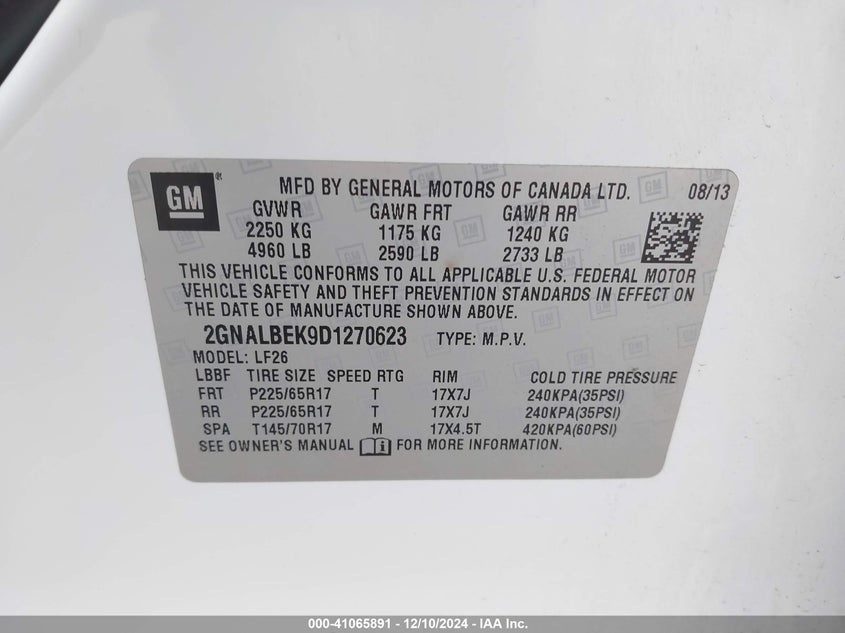 GM
MFD BY GENERAL MOTORS OF CANADA LTD. 08/13
GVWR GAWR FRT GAWR RR
2250 KG 1175 KG 1240 KG
4960 LB 2590 LB 2733 LB
THIS VEHICLE CONFORMS TO ALL APPLICABLE U.S. FEDERAL MOTOR
VEHICLE SAFETY AND THEFT PREVENTION STANDARDS IN EFFECT ON
THE DATE OF MANUFACTURE SHOWN ABOVE.
2GNALBEK9D1270623 TYPE: M.P.V.
MODEL: LF26
LBBF TIRE SIZE SPEED RTG RIM COLD TIRE PRESSURE
FRT P225/65R17 T 17X7J 240KPA(35PSI)
RR P225/65R17 T 17X7J 240KPA(35PSI)
SPA T145/70R17 M 17X4.5T 420KPA(60PSI)
SEE OWNER'S MANUAL i FOR MORE INFORMATION.
000-41065891 - 12/10/2024 - IAA Inc.